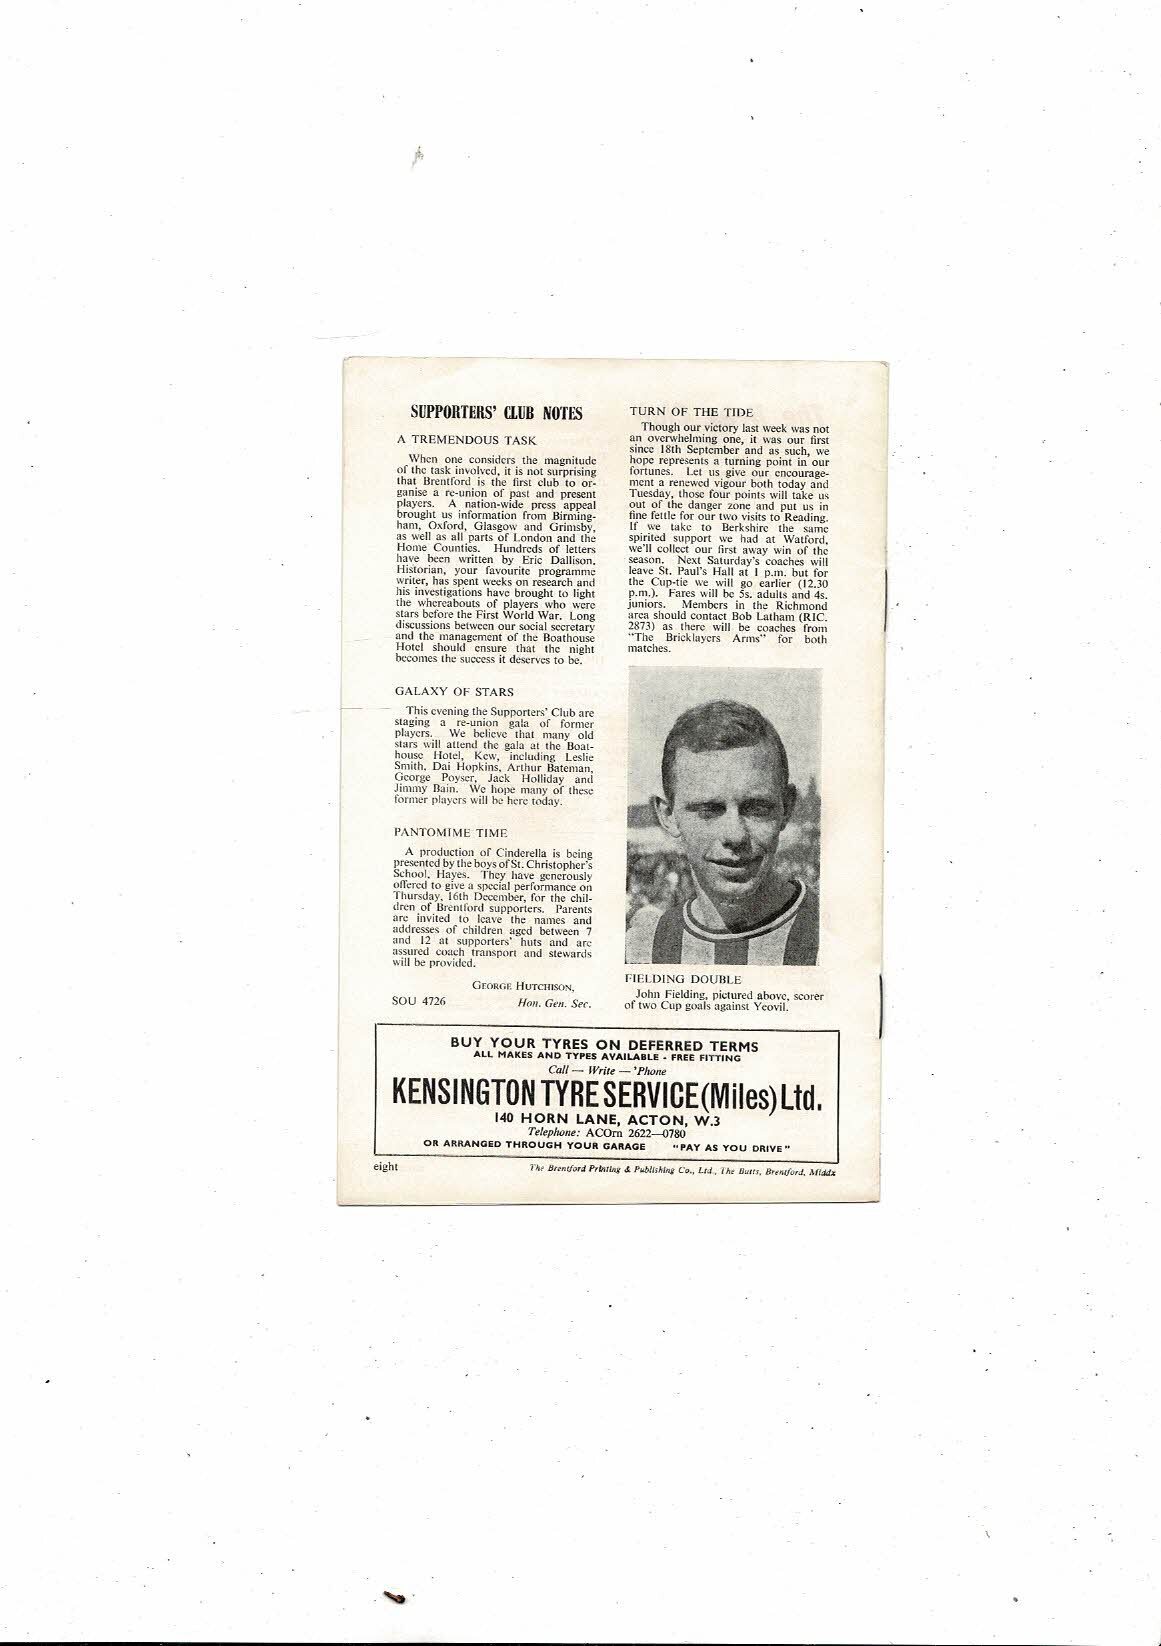 SUPPORTERS' CLUB NOTES
A TREMENDOUS TASK
When one considers the magnitude
of the task involved, it is not surprising
that Brentford is the first club to or-
ganise a re-union of past and present
players. A nation-wide press appeal
brought us information from Birming-
ham, Oxford, Glasgow and Grimsby,
as well as all parts of London and the
Home Counties. Hundreds of letters
have been written by Eric Dallison.
Historian, your favourite programme
writer, has spent weeks on research and
his investigations have brought to light
the whereabouts of players who were
stars before the First World War. Long
discussions between our social secretary
and the management of the Boathouse
Hotel should ensure that the night
becomes the success it deserves to be.
GALAXY OF STARS
This evening the Supporters' Club are
staging a re-union gala of former
players. We believe that many old
stars will attend the gala at the Boat-
house Hotel, Kew, including Leslie
Smith, Dai Hopkins, Arthur Bateman,
George Poyser, Jack Holliday and
Jimmy Bain. We hope many of these
former players will be here today.
PANTOMIME TIME
A production of Cinderella is being
presented by the boys of St. Christopher's
School, Hayes. They have generously
offered to give a special performance on
Thursday, 16th December, for the chil-
dren of Brentford supporters. Parents
are invited to leave the names and
addresses of children aged between 7
and 12 at supporters' huts and are
assured coach transport and stewards
will be provided.
GEORGE HUTCHISON,
SOU 4726 Hon. Gen. Sec.
TURN OF THE TIDE
Though our victory last week was not
an overwhelming one, it was our first
since 18th September and as such, we
hope represents a turning point in our
fortunes. Let us give our encourage-
ment a renewed vigour both today and
Tuesday, those four points will take us
out of the danger zone and put us in
fine fettle for our two visits to Reading.
If we take to Berkshire the same
spirited support we had at Watford,
we'll collect our first away win of the
season. Next Saturday's coaches will
leave St. Paul's Hall at 1 p.m. but for
the Cup-tie we will go earlier (12.30
p.m.). Fares will be 5s. adults and 4s.
juniors. Members in the Richmond
area should contact Bob Latham (RIC.
2873) as there will be coaches from
"The Bricklayers Arms" for both
matches.
FIELDING DOUBLE
John Fielding, pictured above, scorer
of two Cup goals against Yeovil.
BUY YOUR TYRES ON DEFERRED TERMS
ALL MAKES AND TYPES AVAILABLE - FREE FITTING
Call — Write — 'Phone
KENSINGTON TYRE SERVICE (Miles) Ltd.
140 HORN LANE, ACTON, W.3
Telephone: ACOrn 2622—0780
OR ARRANGED THROUGH YOUR GARAGE "PAY AS YOU DRIVE"
eight The Brentford Printing & Publishing Co., Ltd., The Butts, Brentford, Middx